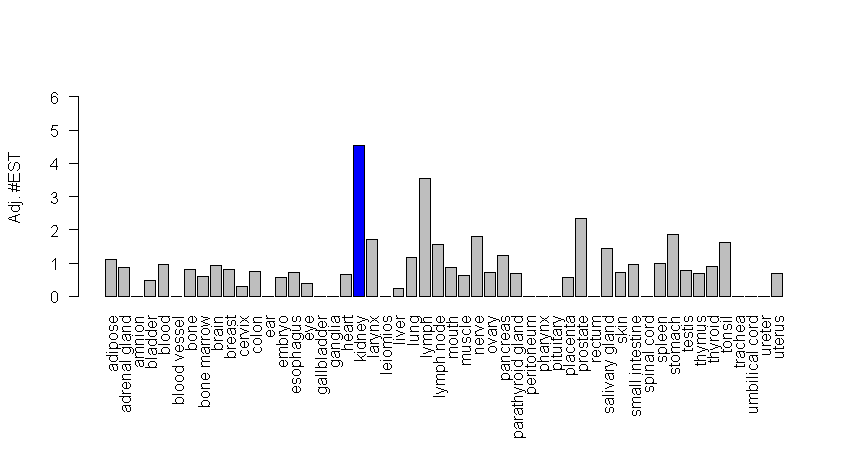 Adj. #EST
6
5
4
3
2
1
0
adipose
adrenal gland
amnion
bladder
blood
blood vessel
bone
bone marrow
brain
breast
cervix
colon
ear
embryo
esophagus
eye
gallbladder
ganglia
heart
kidney
larynx
leiomios
liver
lung
lymph
lymph node
mouth
muscle
nerve
ovary
pancreas
parathyroid gland
peritoneum
pharynx
pituitary
placenta
prostate
rectum
salivary gland
skin
small intestine
spinal cord
spleen
stomach
testis
thymus
thyroid
tonsil
trachea
umbilical cord
ureter
uterus